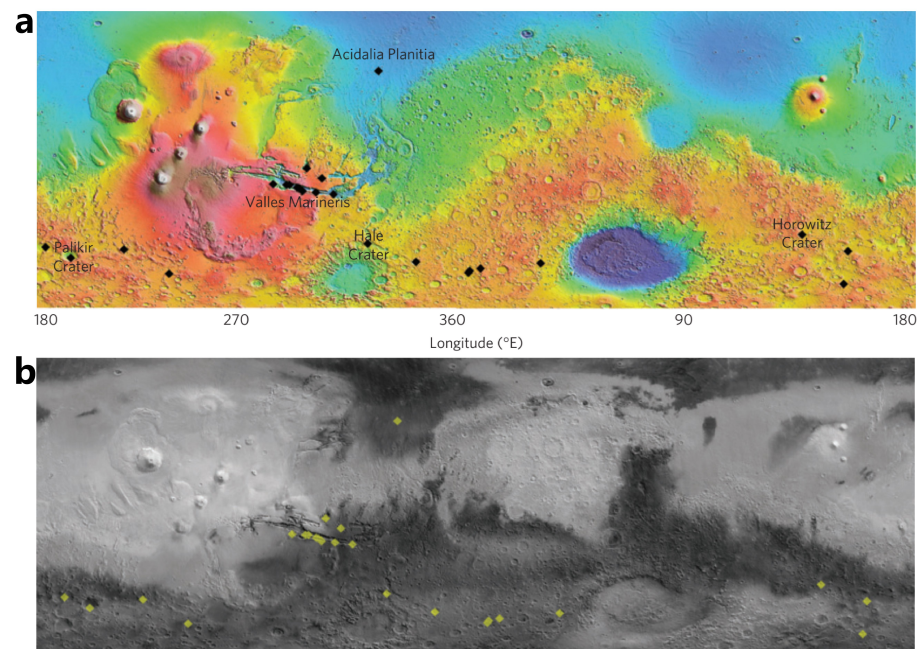 a
Acidalia Planitia
Valles Marineris
Palikir
Crater
Hale
Crater
Horowitz
Crater
180 270 360 90 180
Longitude (°E)
b